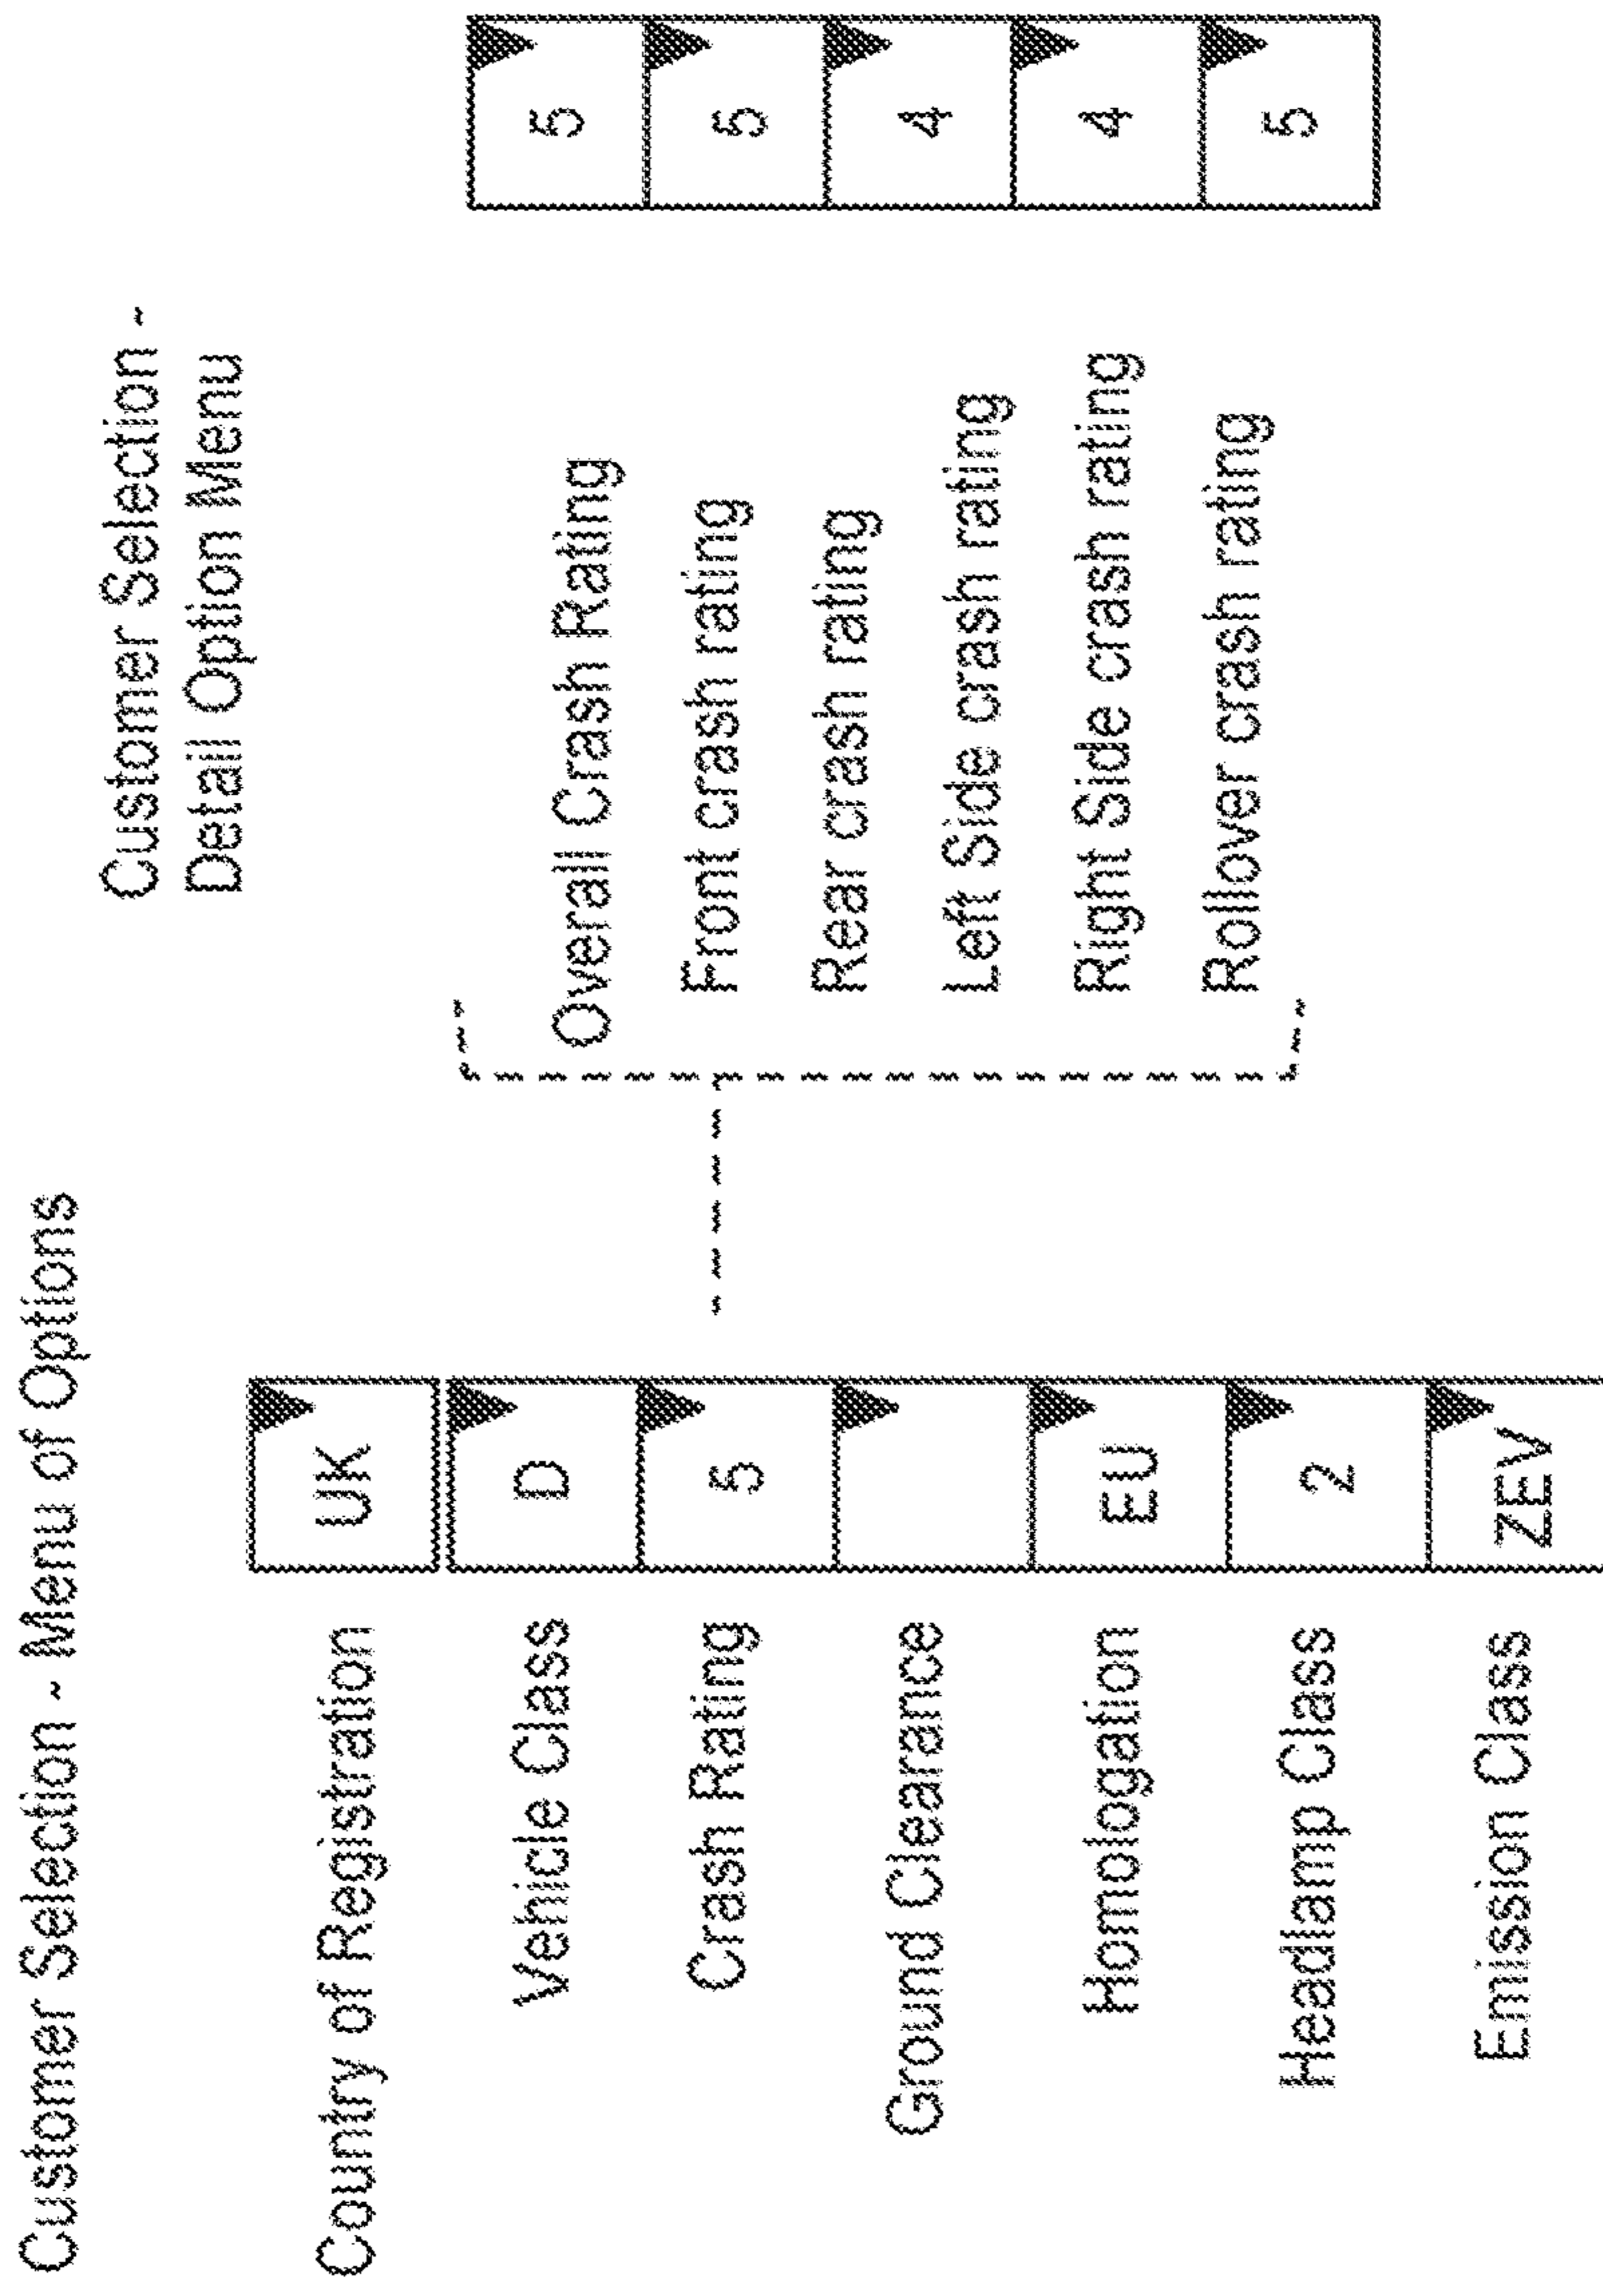 Customer Selection - Menu of Options
Country of Registration UK
Vehicle Class D
Crash Rating 5
Ground Clearance
Homologation EU
Headlamp Class 2
Emission Class ZEV
Customer Selection -
Detail Option Menu
Overall Crash Rating
Front crash rating
Rear crash rating
Left Side crash rating
Right Side crash rating
Rollover crash rating
5
5
4
4
5